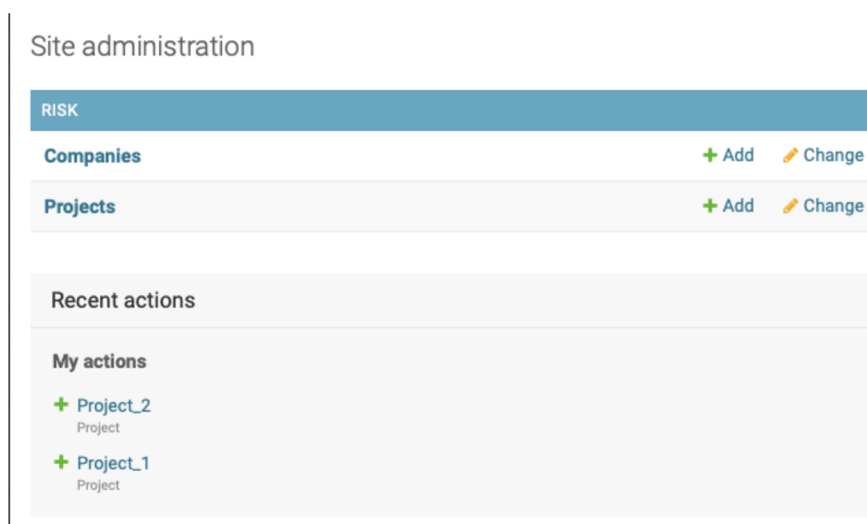 Site administration
RISK
Companies + Add Change
Projects + Add Change
Recent actions
My actions
+ Project_2
Project
+ Project_1
Project